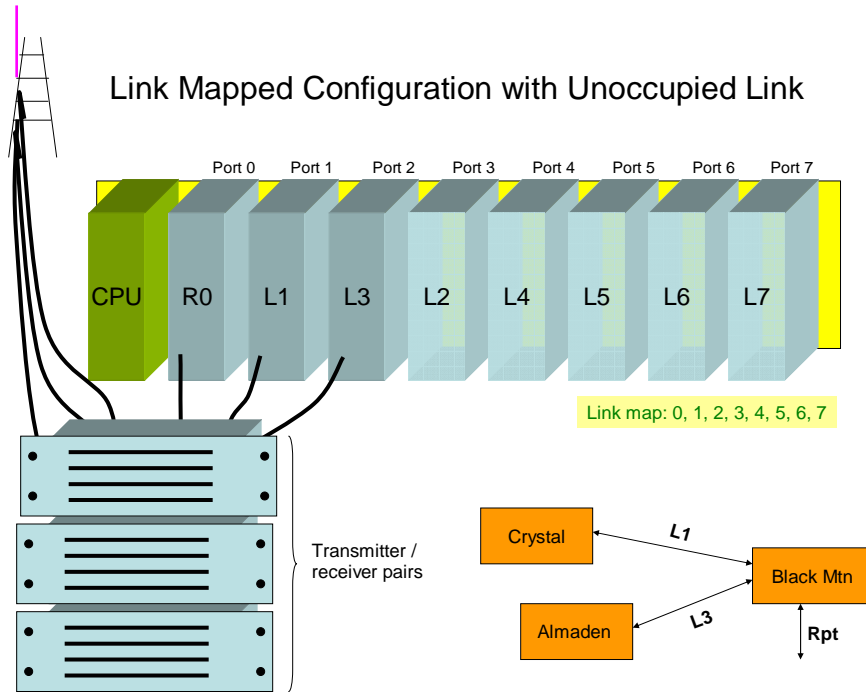 Link Mapped Configuration with Unoccupied Link
Port 0 Port 1 Port 2 Port 3 Port 4 Port 5 Port 6 Port 7
CPU R0 L1 L3 L2 L4 L5 L6 L7
Link map: 0, 1, 2, 3, 4, 5, 6, 7
Transmitter /
receiver pairs
Crystal
L1
Black Mtn
Almaden
L3
Rpt